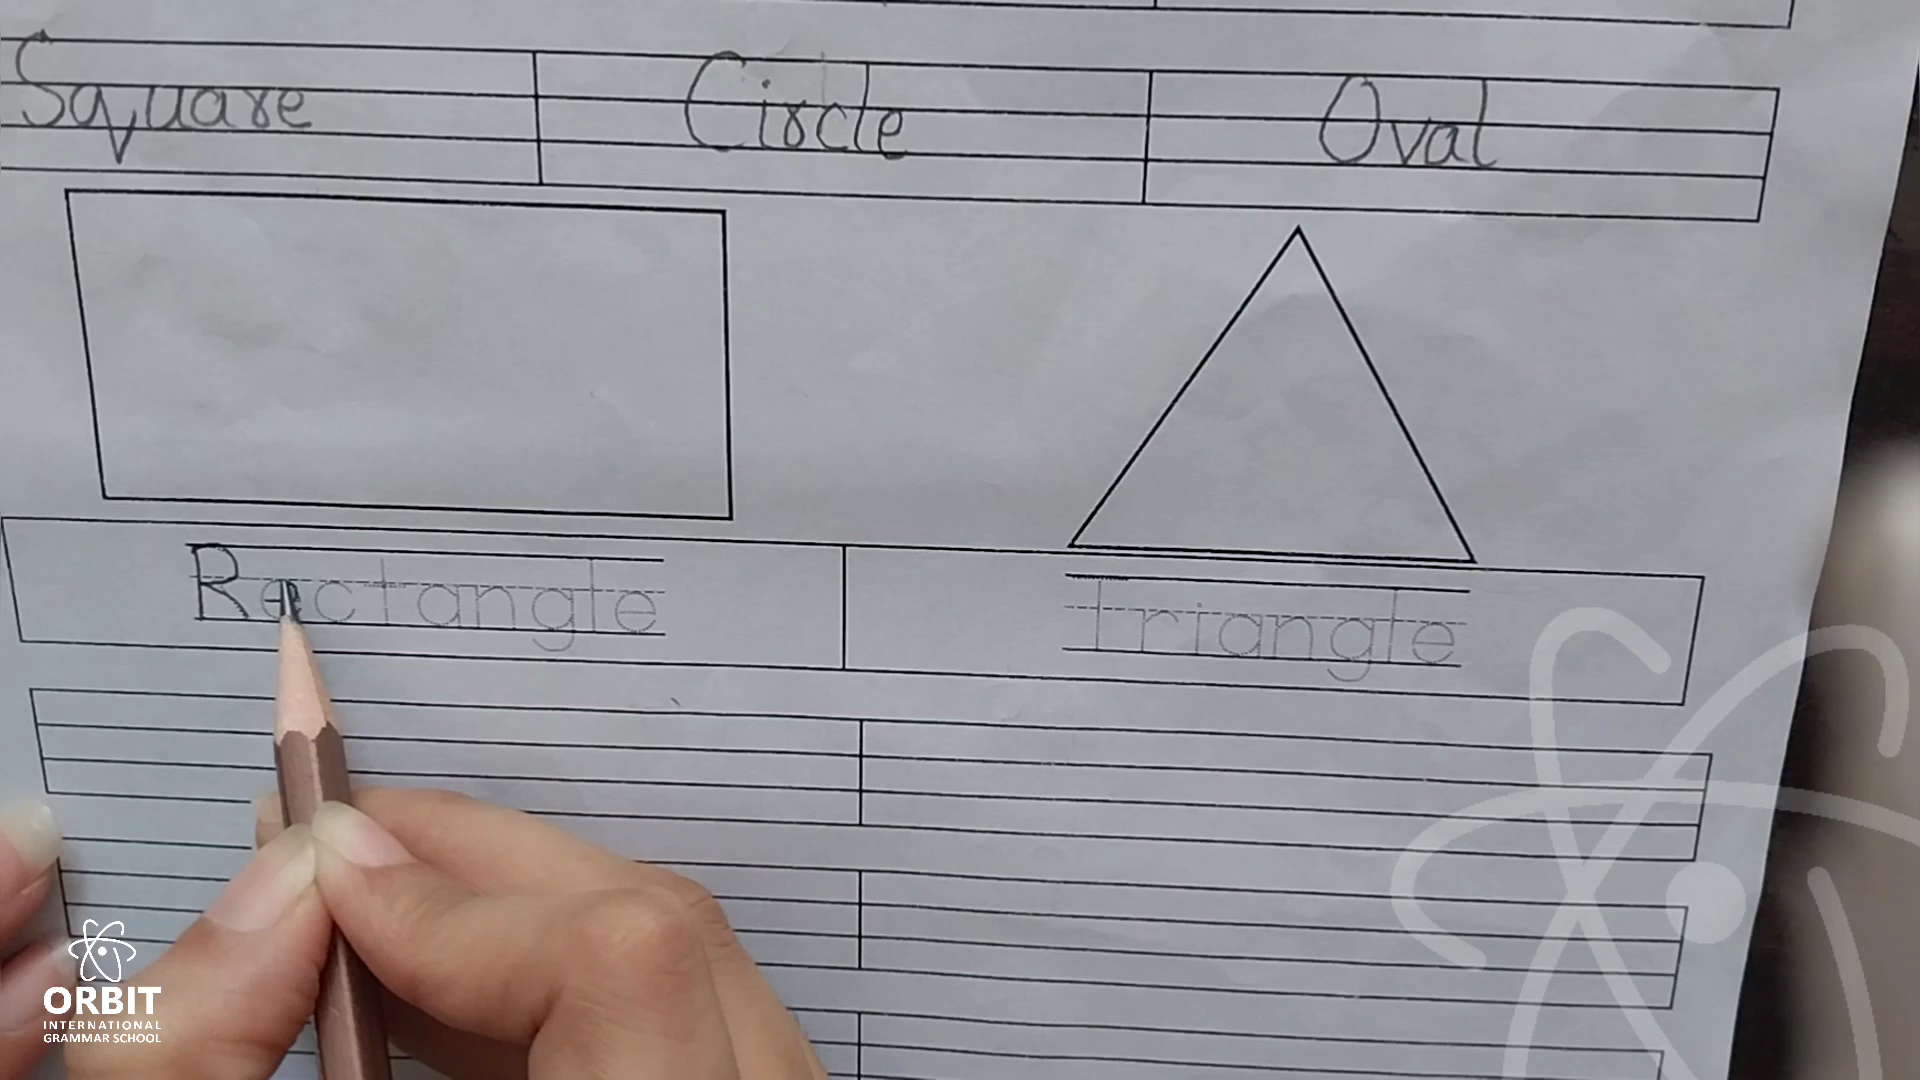 Square Circle Oval
Rectangle Triangle
ORBIT
INTERNATIONAL
GRAMMAR SCHOOL